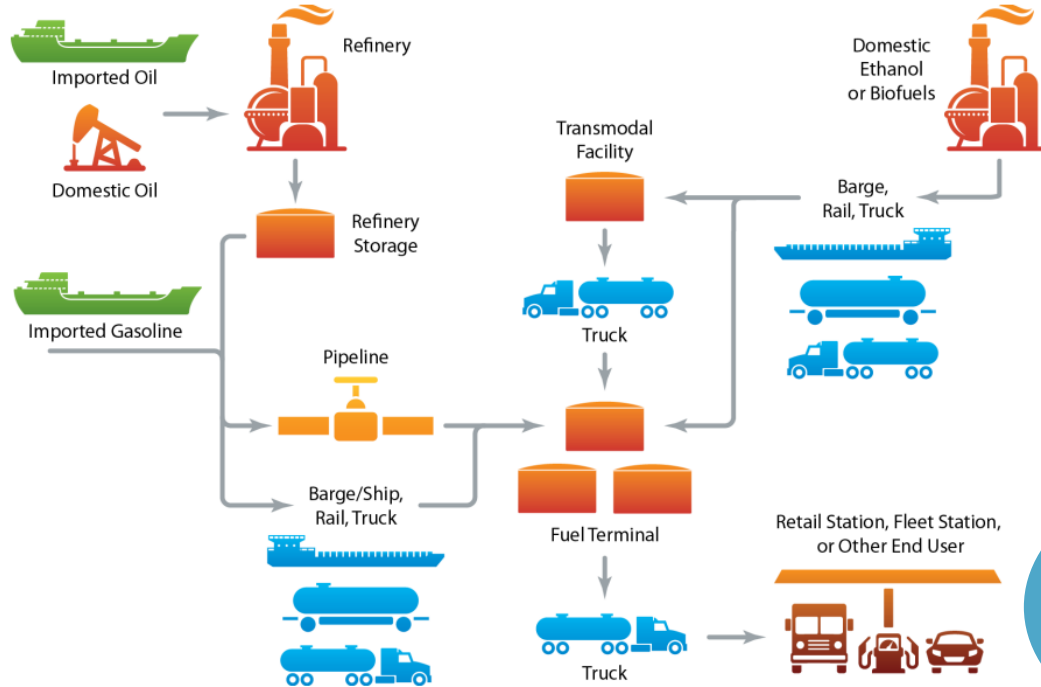 Imported Oil
Domestic Oil
Refinery
Refinery
Storage
Imported Gasoline
Pipeline
Barge/Ship,
Rail, Truck
Transmodal
Facility
Truck
Fuel Terminal
Truck
Domestic
Ethanol
or Biofuels
Barge,
Rail, Truck
Retail Station, Fleet Station,
or Other End User